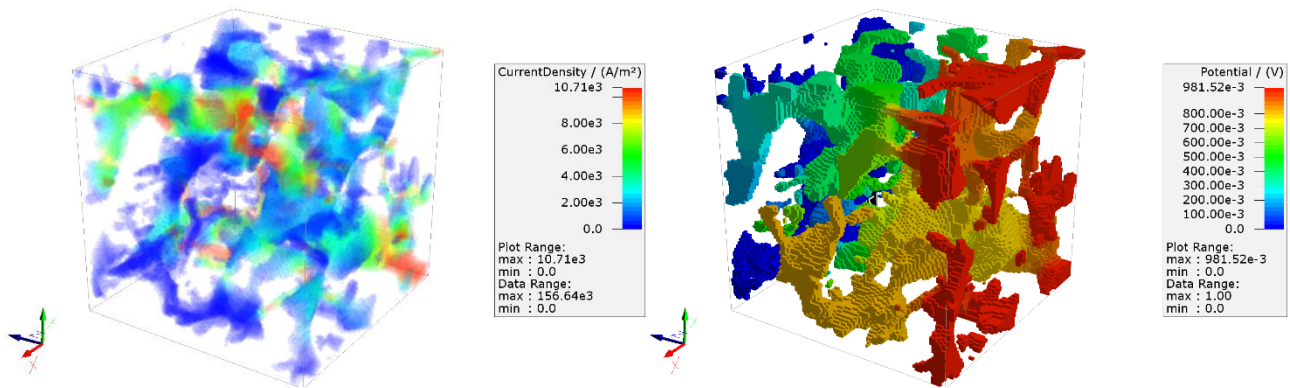 CurrentDensity / (A/m²)
10.71e3
8.00e3
6.00e3
4.00e3
2.00e3
0.0
Plot Range:
max : 10.71e3
min : 0.0
Data Range:
max : 156.64e3
min : 0.0
X
Potential / (V)
981.52e-3
800.00e-3
700.00e-3
600.00e-3
500.00e-3
400.00e-3
300.00e-3
200.00e-3
100.00e-3
0.0
Plot Range:
max : 981.52e-3
min : 0.0
Data Range:
max : 1.00
min : 0.0
X